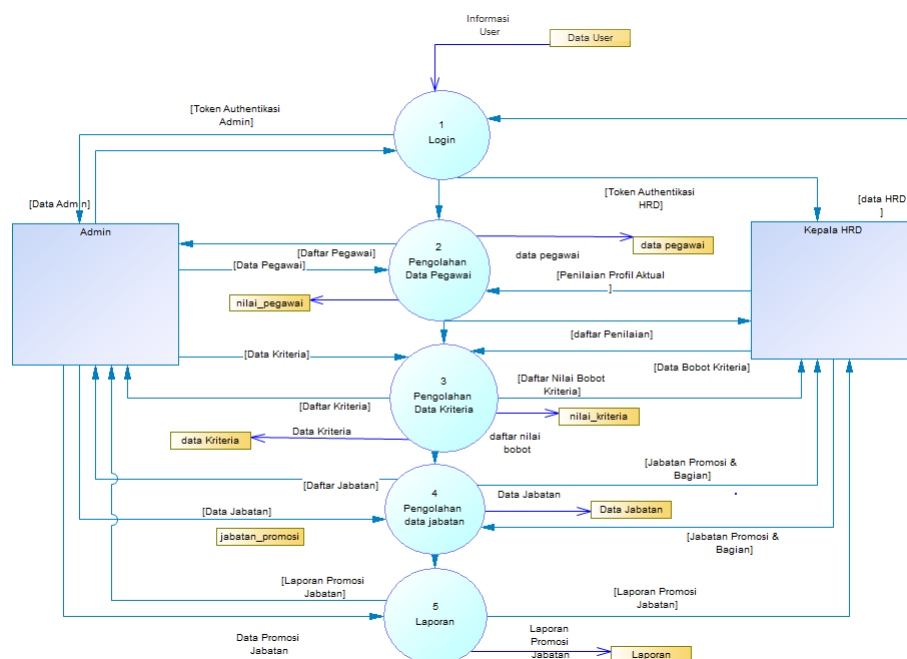 Informasi
User
Data User
1
Login
[Token Authentikasi
Admin]
[Token Authentikasi
HRD]
[Data Admin]
[data HRD
]
Admin
Kepala HRD
2
Pengolahan
Data Pegawai
[Daftar Pegawai]
[Data Pegawai]
data pegawai
data pegawai
[Penilaian Profil Aktual
]
nilai_pegawai
[daftar Penilaian]
[Data Kriteria]
[Data Bobot Kriteria]
3
Pengolahan
Data Kriteria
[Daftar Nilai Bobot
Kriteria]
[Daftar Kriteria]
nilai_kriteria
Data Kriteria
data Kriteria
daftar nilai
bobot
[Jabatan Promosi &
Bagian]
4
Pengolahan
data jabatan
[Daftar Jabatan]
Data Jabatan
Data Jabatan
[Data Jabatan]
jabatan_promosi
[Jabatan Promosi &
Bagian]
[Laporan Promosi
Jabatan]
[Laporan Promosi
Jabatan]
5
Laporan
Data Promosi
Jabatan
Laporan
Promosi
Jabatan
Laporan